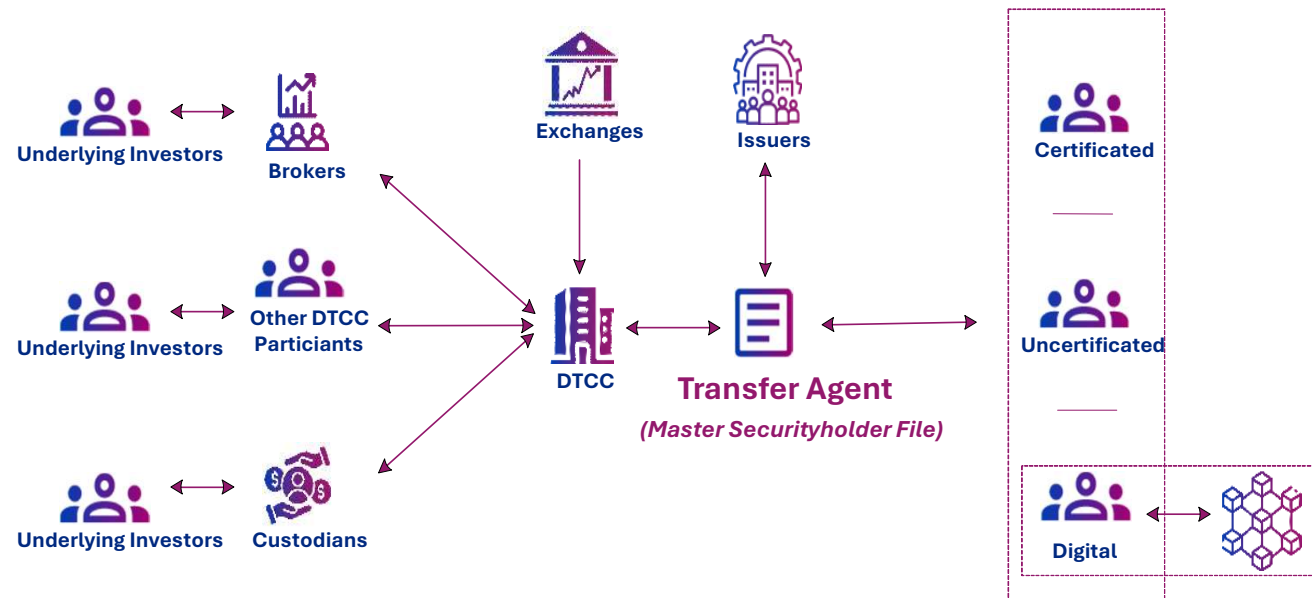 Exchanges
Issuers
Underlying Investors
Brokers
Certificated
Underlying Investors
Other DTCC
Particiants
DTCC
Transfer Agent
(Master Securityholder File)
Uncertificated
Underlying Investors
Custodians
Digital